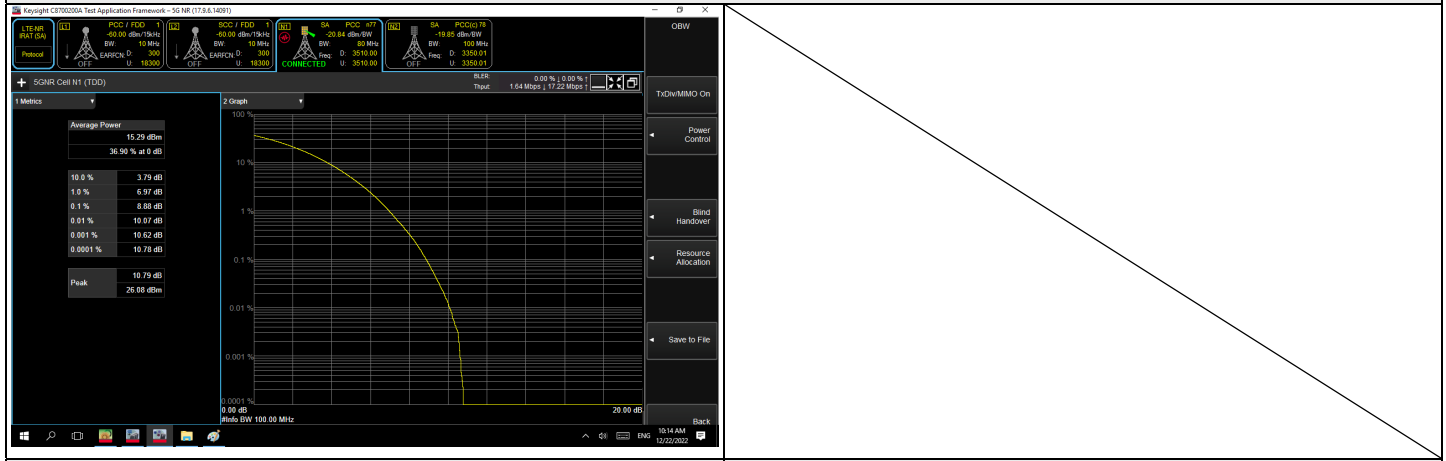 Keysight C8700200A Test Application Framework – 5G NR (17.9.6.14091)
LTE-NR
IRAT (SA)
Protocol
L1 PCC / FDD 1
-60.00 dBm/15kHz
BW: 10 MHz
EARFCN: D: 300
OFF U: 18300
L2 SCC / FDD 1
-60.00 dBm/15kHz
BW: 10 MHz
EARFCN: D: 300
OFF U: 18300
N1 SA PCC n77
-20.84 dBm/BW
BW: 80 MHz
Freq: D: 3510.00
CONNECTED U: 3510.00
N2 SA PCC(c) 78
-19.85 dBm/BW
BW: 100 MHz
Freq: D: 3350.01
OFF U: 3350.01
5GNR Cell N1 (TDD)
BLER: 0.00 % ↓ 0.00 % ↑
Thput: 1.64 Mbps ↓ 17.22 Mbps ↑
1 Metrics
Average Power
15.29 dBm
36.90 % at 0 dB
10.0 % 3.79 dB
1.0 % 6.97 dB
0.1 % 8.88 dB
0.01 % 10.07 dB
0.001 % 10.62 dB
0.0001 % 10.78 dB
Peak 10.79 dB
26.08 dBm
2 Graph
100 %
10 %
1 %
0.1 %
0.01 %
0.001 %
0.0001 %
0.00 dB 20.00 dB
#Info BW 100.00 MHz
OBW
TxDiv/MIMO On
Power
Control
Blind
Handover
Resource
Allocation
Save to File
Back
ENG
10:14 AM
12/22/2022